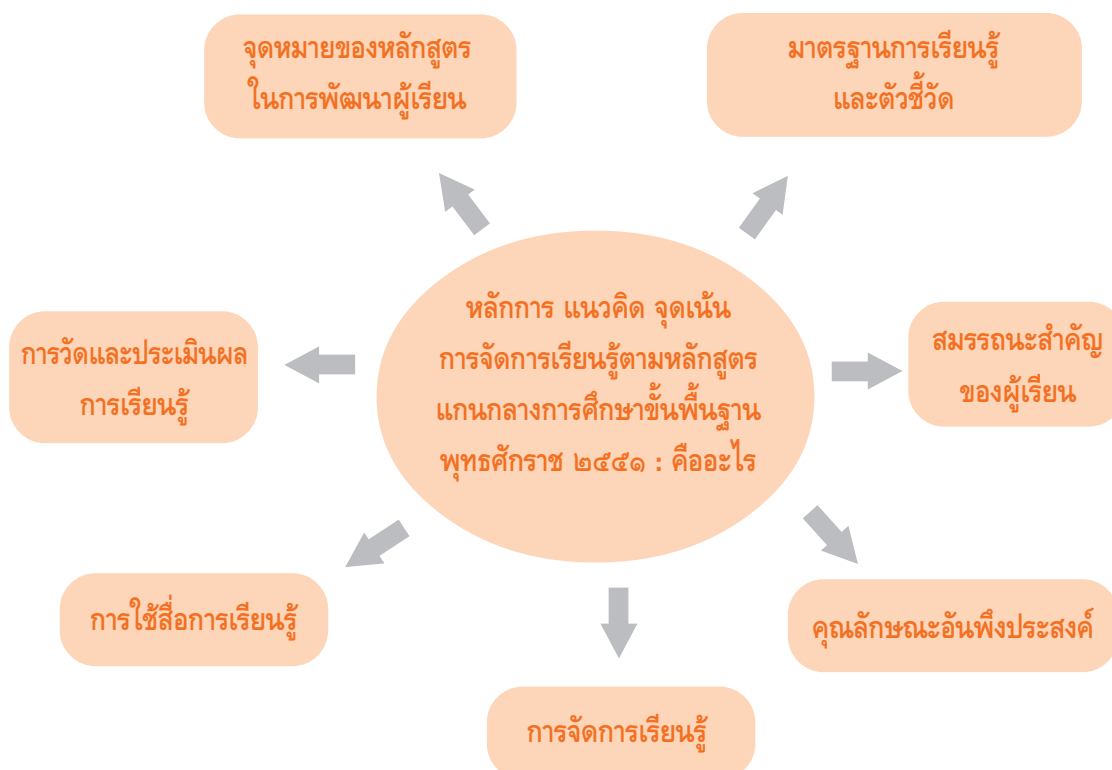 จุดหมายของหลักสูตร
ในการพัฒนาผู้เรียน
มาตรฐานการเรียนรู้
และตัวชี้วัด
หลักการ แนวคิด จุดเน้น
การจัดการเรียนรู้ตามหลักสูตร
แกนกลางการศึกษาขั้นพื้นฐาน
พุทธศักราช ๒๕๕๑ : คืออะไร
การวัดและประเมินผล
การเรียนรู้
สมรรถนะสำคัญ
ของผู้เรียน
การใช้สื่อการเรียนรู้
คุณลักษณะอันพึงประสงค์
การจัดการเรียนรู้